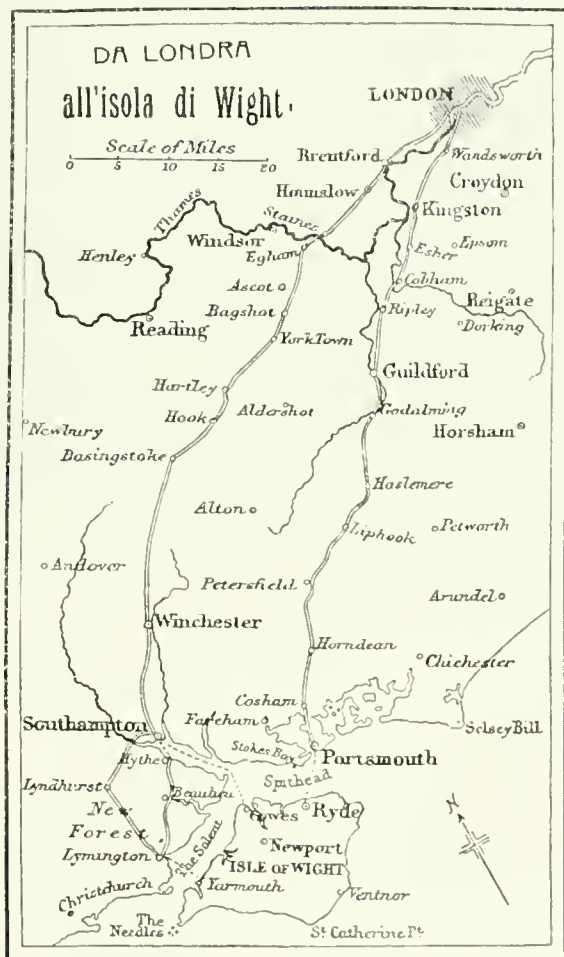 DA LONDRA
all'isola di Wight.
Scale of Miles
0 5 10 15 20
LONDON
Brentford
Wandsworth
Hounslow
Croydon
Kingston
Thames
Staines
Windsor
Egham
Esher
Epsom
Henley
Cobham
Ascot
Reigate
Bagshot
Ripley
Reading
Dorking
York Town
Guildford
Hartley
Aldershot
Godalming
Hook
Newbury
Horsham
Basingstoke
Haslemere
Alton
Liphook
Petworth
Andover
Petersfield
Arundel
Winchester
Horndean
Chichester
Cosham
Fareham
Southampton
Selsey Bill
Stokes Bay
Portsmouth
Hythe
Spithead
Lyndhurst
Beaulieu
New
Forest
Cowes
Ryde
N
The Solent
Newport
Lymington
ISLE OF WIGHT
Christchurch
Yarmouth
Ventnor
The
Needles
St. Catherine Pt.